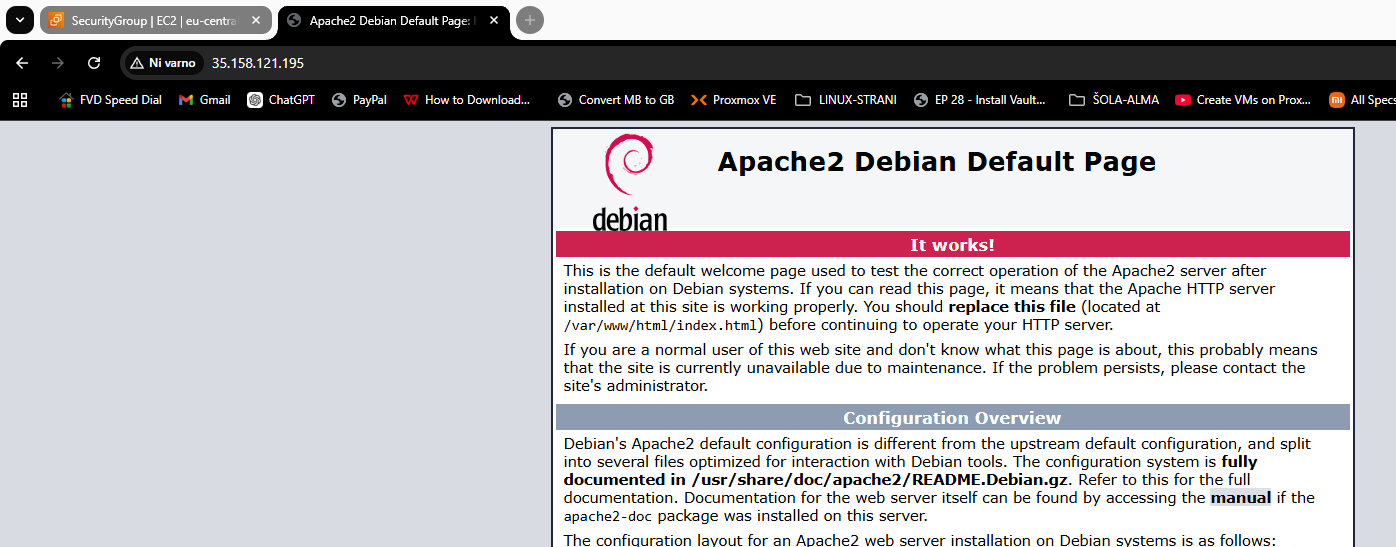 SecurityGroup | EC2 | eu-centra
Apache2 Debian Default Page: 
Ni varno
35.158.121.195
FVD Speed Dial
Gmail
ChatGPT
PayPal
How to Download...
Convert MB to GB
Proxmox VE
LINUX-STRANI
EP 28 - Install Vault...
ŠOLA-ALMA
Create VMs on Prox...
All Specs
debian
Apache2 Debian Default Page
It works!
This is the default welcome page used to test the correct operation of the Apache2 server after
installation on Debian systems. If you can read this page, it means that the Apache HTTP server
installed at this site is working properly. You should replace this file (located at
/var/www/html/index.html) before continuing to operate your HTTP server.
If you are a normal user of this web site and don't know what this page is about, this probably means
that the site is currently unavailable due to maintenance. If the problem persists, please contact the
site's administrator.
Configuration Overview
Debian's Apache2 default configuration is different from the upstream default configuration, and split
into several files optimized for interaction with Debian tools. The configuration system is fully
documented in /usr/share/doc/apache2/README.Debian.gz. Refer to this for the full
documentation. Documentation for the web server itself can be found by accessing the manual if the
apache2-doc package was installed on this server.
The configuration layout for an Apache2 web server installation on Debian systems is as follows: